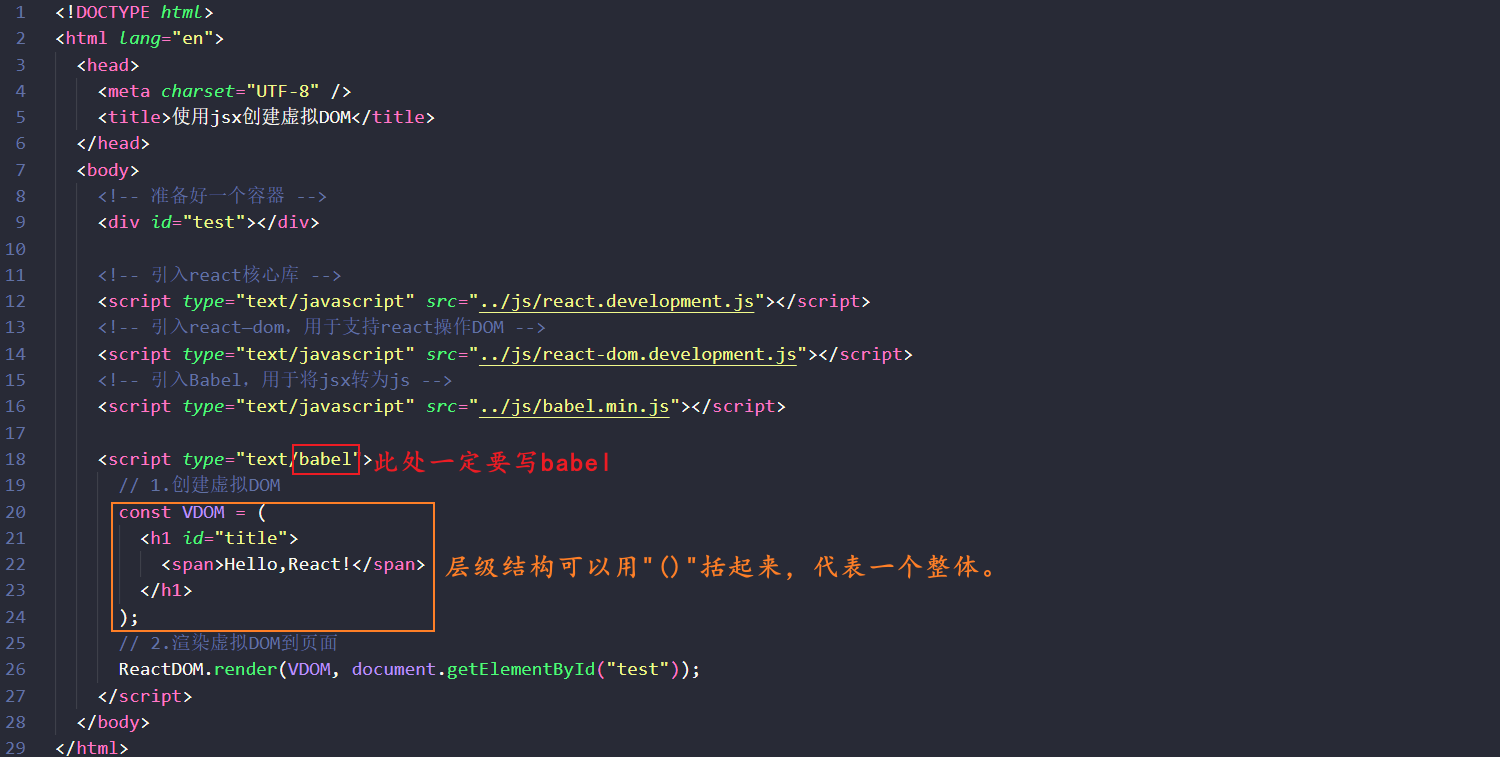 1 <!DOCTYPE html>
2 <html lang="en">
3 <head>
4 <meta charset="UTF-8" />
5 <title>使用jsx创建虚拟DOM</title>
6 </head>
7 <body>
8 <!-- 准备好一个容器 -->
9 <div id="test"></div>
10
11 <!-- 引入react核心库 -->
12 <script type="text/javascript" src="../js/react.development.js"></script>
13 <!-- 引入react—dom，用于支持react操作DOM -->
14 <script type="text/javascript" src="../js/react-dom.development.js"></script>
15 <!-- 引入Babel，用于将jsx转为js -->
16 <script type="text/javascript" src="../js/babel.min.js"></script>
17
18 <script type="text/babel">此处一定要写babel
19 // 1.创建虚拟DOM
20 const VDOM = (
21 <h1 id="title">
22 <span>Hello,React!</span> 层级结构可以用"()"括起来，代表一个整体。
23 </h1>
24 );
25 // 2.渲染虚拟DOM到页面
26 ReactDOM.render(VDOM, document.getElementById("test"));
27 </script>
28 </body>
29 </html>